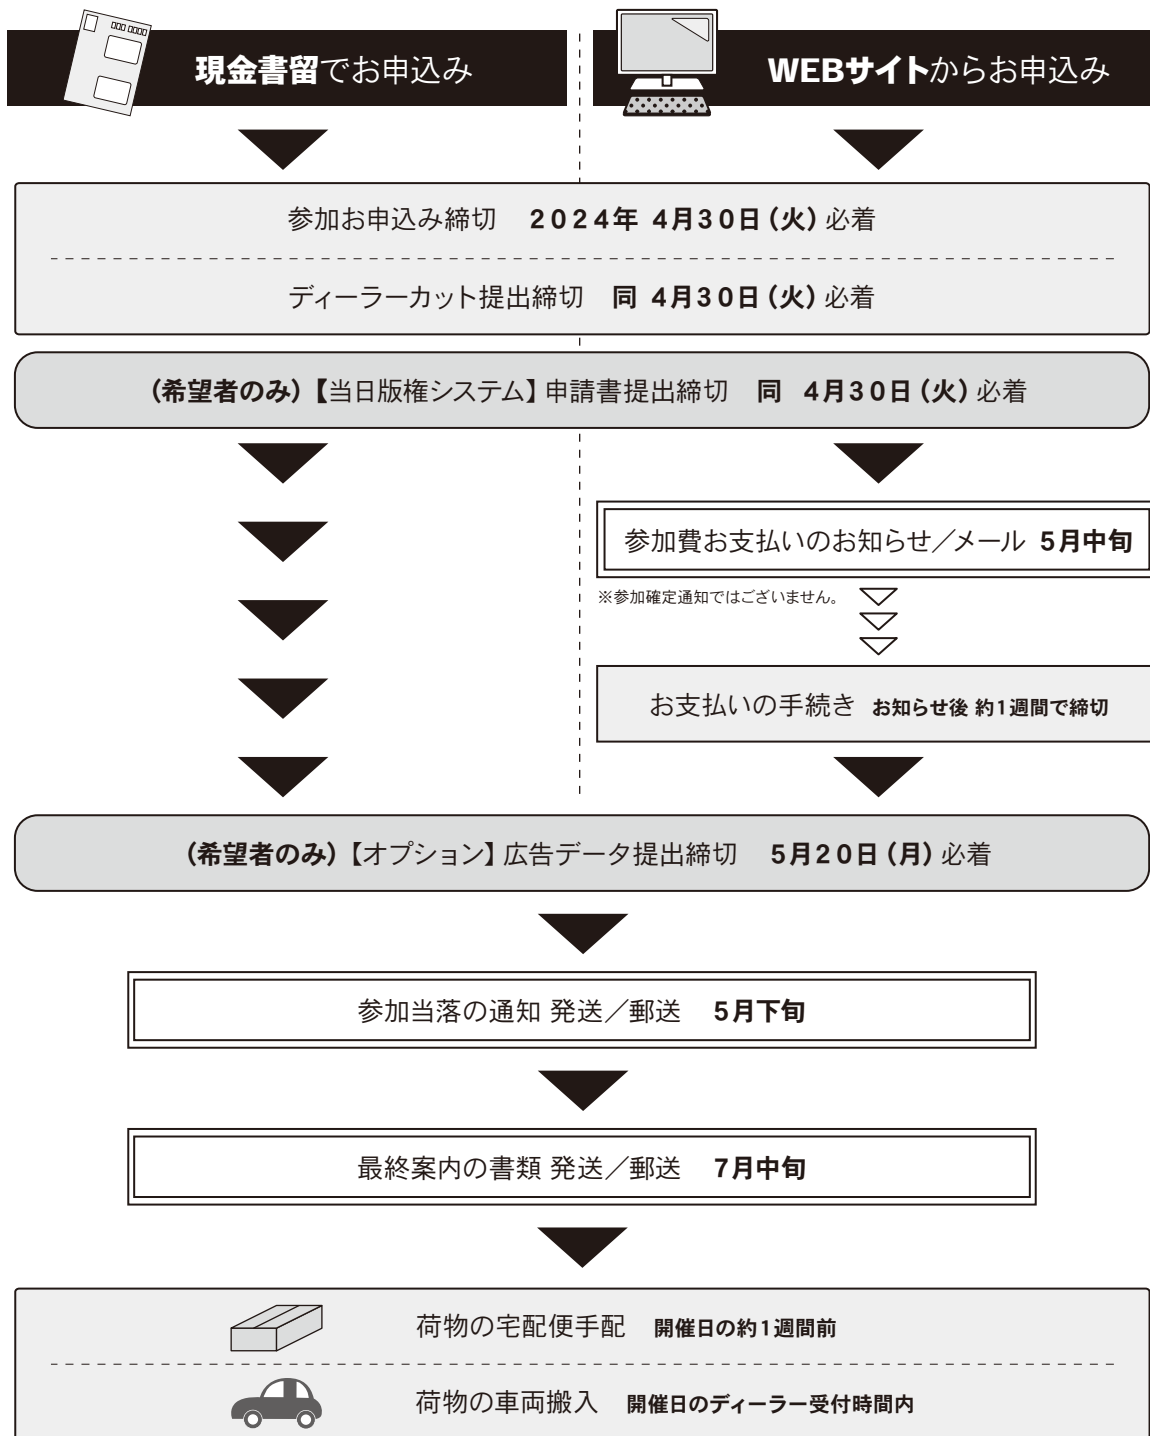 現金書留でお申込み
WEBサイトからお申込み
参加お申込み締切 2024年 4月30日(火)必着
ディーラーカット提出締切 同 4月30日(火)必着
(希望者のみ)【当日版権システム】申請書提出締切 同 4月30日(火)必着
参加費お支払いのお知らせ／メール 5月中旬
※参加確定通知ではございません。
お支払いの手続き お知らせ後 約1週間で締切
(希望者のみ)【オプション】広告データ提出締切 5月20日(月)必着
参加当落の通知 発送／郵送 5月下旬
最終案内の書類 発送／郵送 7月中旬
荷物の宅配便手配 開催日の約1週間前
荷物の車両搬入 開催日のディーラー受付時間内